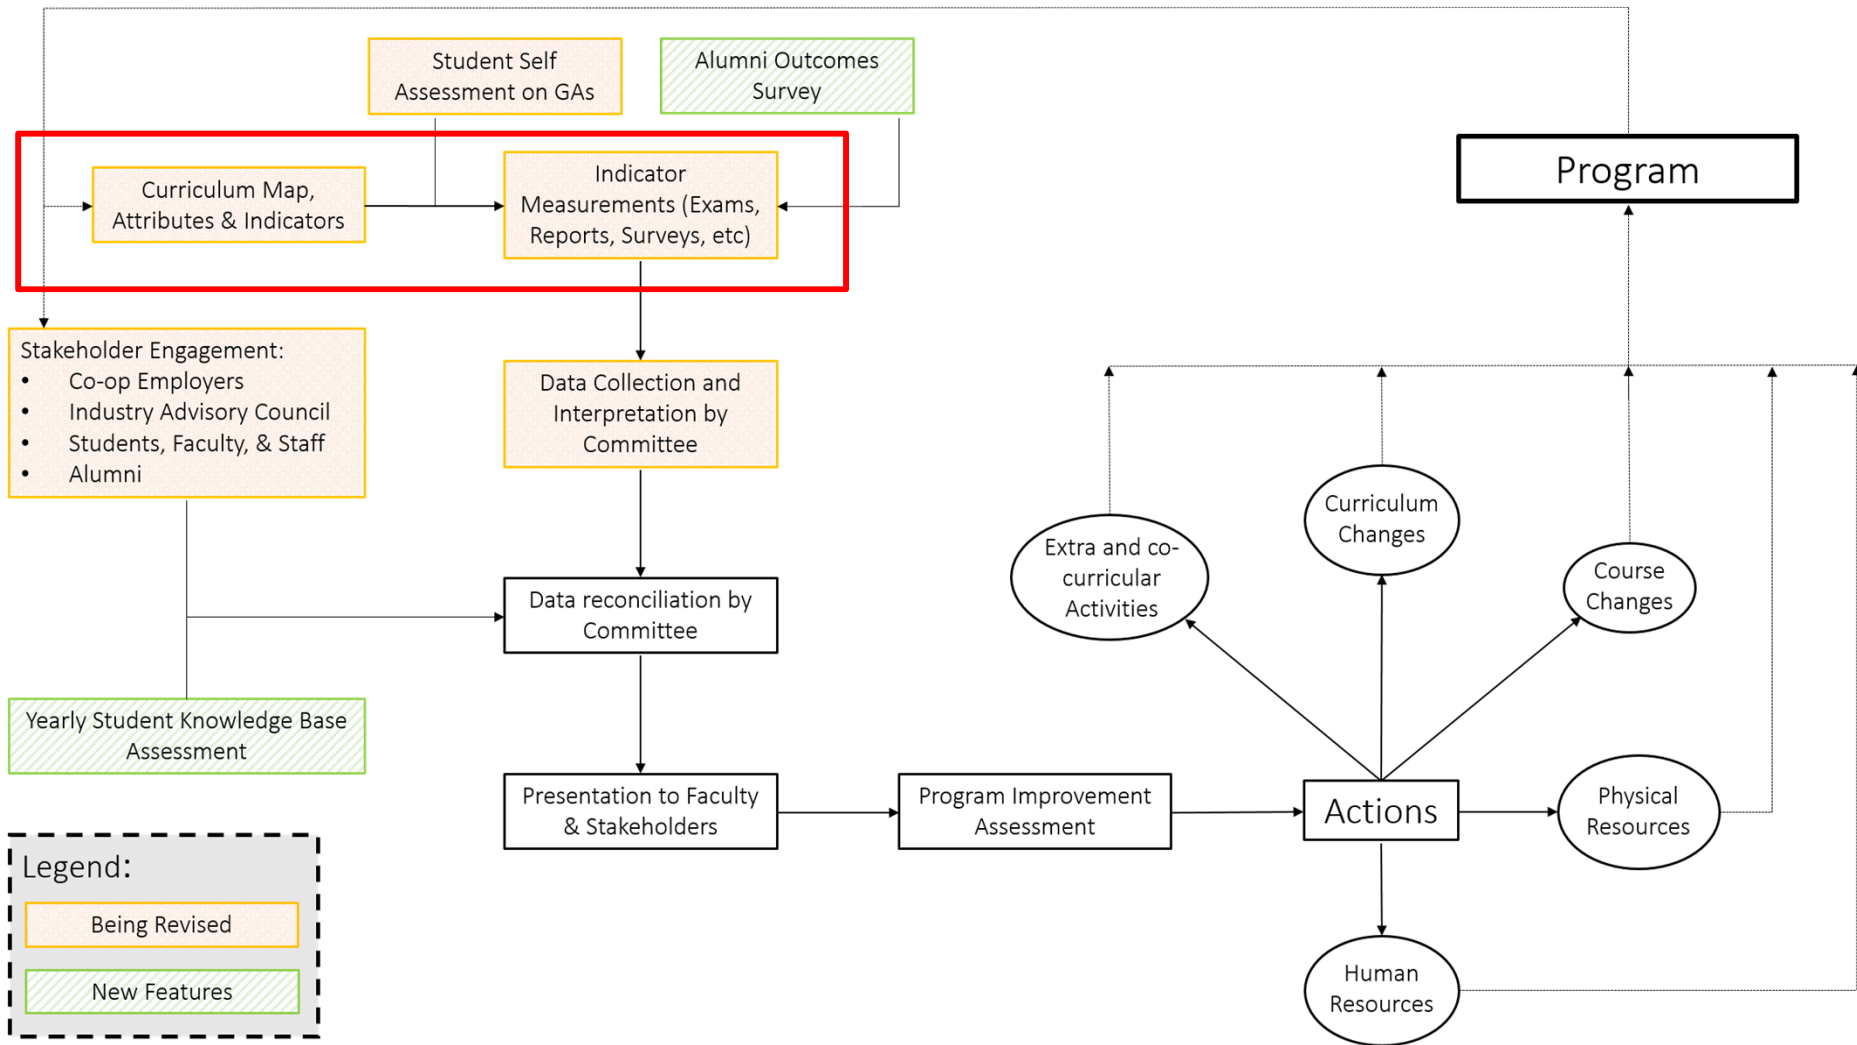 Student Self
Assessment on GAs
Alumni Outcomes
Survey
Curriculum Map,
Attributes & Indicators
Indicator
Measurements (Exams,
Reports, Surveys, etc)
Program
Stakeholder Engagement:
• Co-op Employers
• Industry Advisory Council
• Students, Faculty, & Staff
• Alumni
Data Collection and
Interpretation by
Committee
Extra and co-
curricular
Activities
Curriculum
Changes
Course
Changes
Data reconciliation by
Committee
Yearly Student Knowledge Base
Assessment
Presentation to Faculty
& Stakeholders
Program Improvement
Assessment
Actions
Physical
Resources
Human
Resources
Legend:
Being Revised
New Features